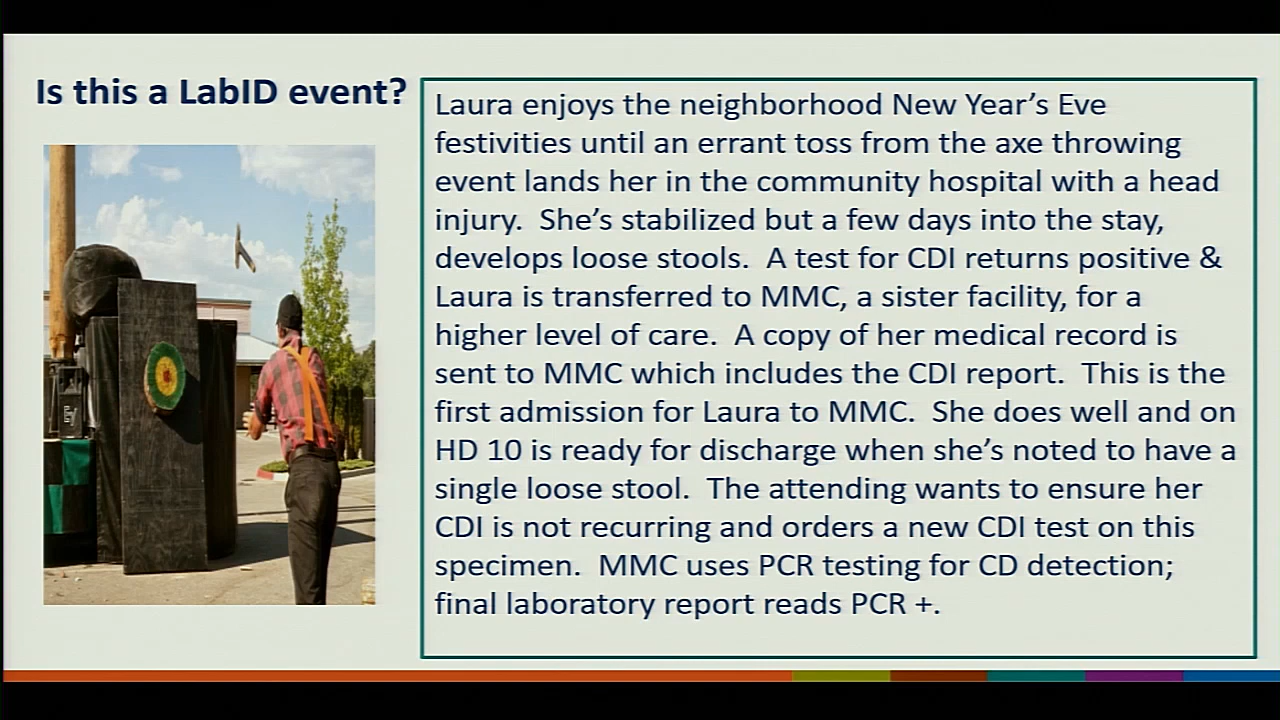 Is this a LabID event?
Laura enjoys the neighborhood New Year's Eve
festivities until an errant toss from the axe throwing
event lands her in the community hospital with a head
injury.  She's stabilized but a few days into the stay,
develops loose stools.  A test for CDI returns positive &
Laura is transferred to MMC, a sister facility, for a
higher level of care.  A copy of her medical record is
sent to MMC which includes the CDI report.  This is the
first admission for Laura to MMC.  She does well and on
HD 10 is ready for discharge when she's noted to have a
single loose stool.  The attending wants to ensure her
CDI is not recurring and orders a new CDI test on this
specimen.  MMC uses PCR testing for CD detection;
final laboratory report reads PCR +.